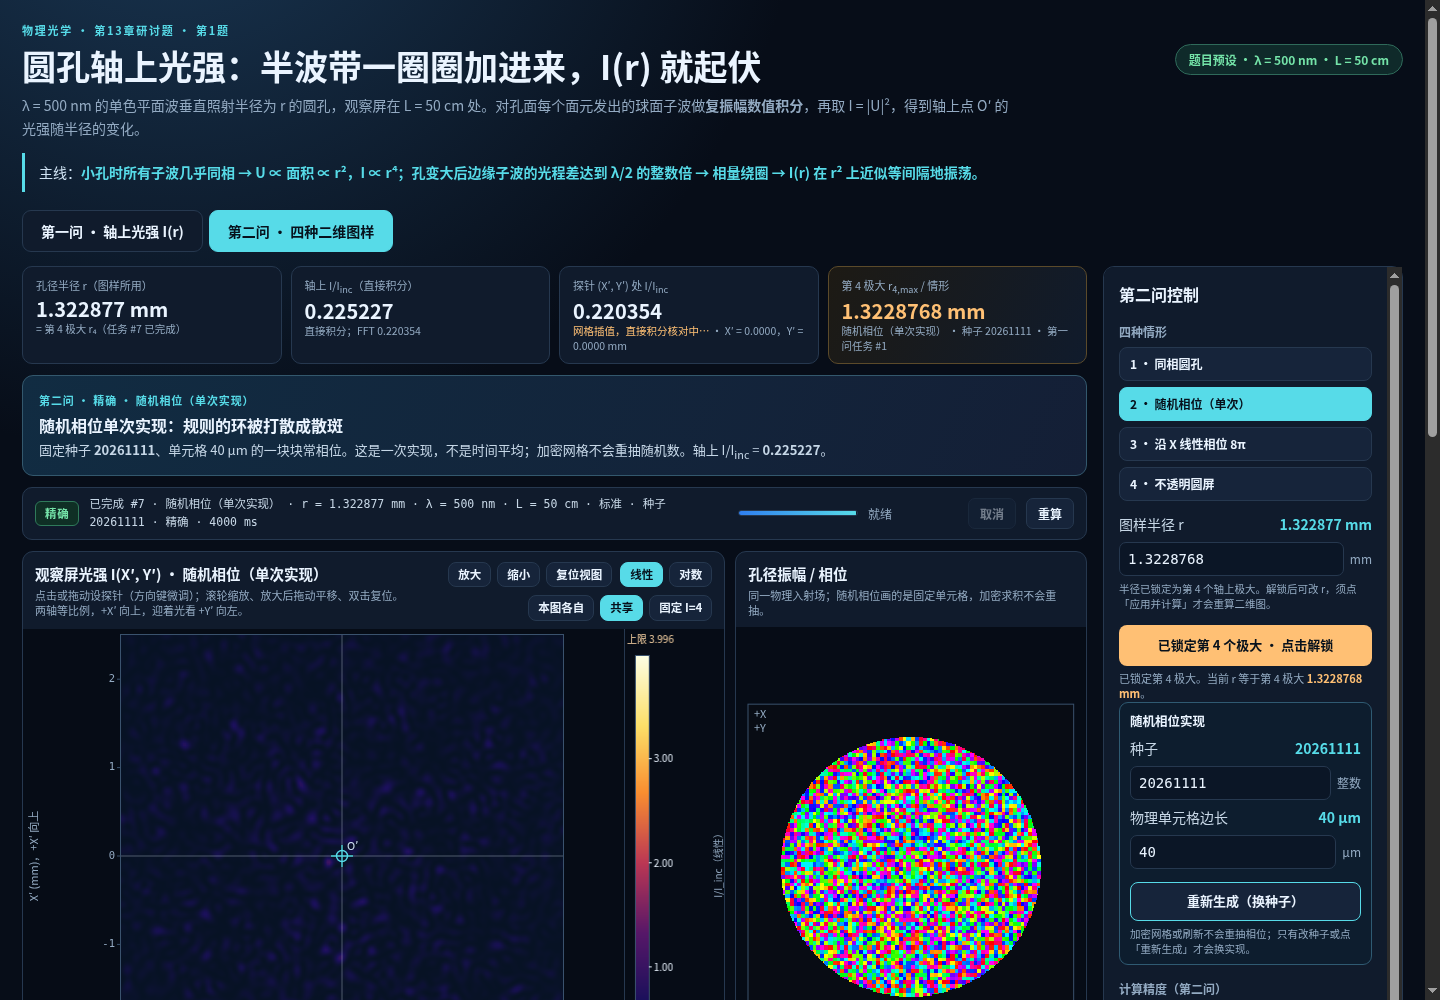 物理光学 · 第13章研讨题 · 第1题
圆孔轴上光强：半波带一圈圈加进来，I(r) 就起伏
题目预设 · λ = 500 nm · L = 50 cm
λ = 500 nm 的单色平面波垂直照射半径为 r 的圆孔，观察屏在 L = 50 cm 处。对孔面每个面元发出的球面子波做复振幅数值积分，再取 I = |U|²，得到轴上点 O′ 的
光强随半径的变化。
主线：小孔时所有子波几乎同相 → U ∝ 面积 ∝ r²，I ∝ r⁴；孔变大后边缘子波的光程差达到 λ/2 的整数倍 → 相量绕圈 → I(r) 在 r² 上近似等间隔地振荡。
第一问 · 轴上光强 I(r)
第二问 · 四种二维图样
孔径半径 r（图样所用）
1.322877 mm
= 第 4 极大 r₄（任务 #7 已完成）
轴上 I/I_inc（直接积分）
0.225227
直接积分；FFT 0.220354
探针 (X′, Y′) 处 I/I_inc
0.220354
网格插值，直接积分核对中… · X′ = 0.0000，Y′ =
0.0000 mm
第 4 极大 r_4,max / 情形
1.3228768 mm
随机相位（单次实现） · 种子 20261111 · 第一
问任务 #1
第二问 · 精确 · 随机相位（单次实现）
随机相位单次实现：规则的环被打散成散斑
固定种子 20261111、单元格 40 μm 的一块块常相位。这是一次实现，不是时间平均；加密网格不会重抽随机数。轴上 I/I_inc = 0.225227。
精确
已完成 #7 · 随机相位（单次实现） · r = 1.322877 mm · λ = 500 nm · L = 50 cm · 标准 · 种子
20261111 · 精确 · 4000 ms
就绪
取消
重算
观察屏光强 I(X′, Y′) · 随机相位（单次实现）
点击或拖动设探针（方向键微调）；滚轮缩放、放大后拖动平移、双击复位。
两轴等比例，+X′ 向上，迎着光看 +Y′ 向左。
放大
缩小
复位视图
线性
对数
本图各自
共享
固定 I=4
2
1
0
-1
X′ (mm)，+X′ 向上
O′
上限 3.996
3.00
2.00
1.00
I/I_inc（线性）
孔径振幅 / 相位
同一物理入射场；随机相位画的是固定单元格，加密求积不会重
抽。
+X
+Y
第二问控制
四种情形
1 · 同相圆孔
2 · 随机相位（单次）
3 · 沿 X 线性相位 8π
4 · 不透明圆屏
图样半径 r
1.322877 mm
1.3228768
mm
半径已锁定为第 4 个轴上极大。解锁后可改 r，须点
「应用并计算」才会重算二维图。
已锁定第 4 个极大 · 点击解锁
已锁定第 4 极大。当前 r 等于第 4 极大 1.3228768
mm。
随机相位实现
种子
20261111
20261111
整数
物理单元格边长
40 μm
40
μm
重新生成（换种子）
加密网格或刷新不会重抽相位；只有改种子或点
「重新生成」才会换实现。
计算精度（第二问）